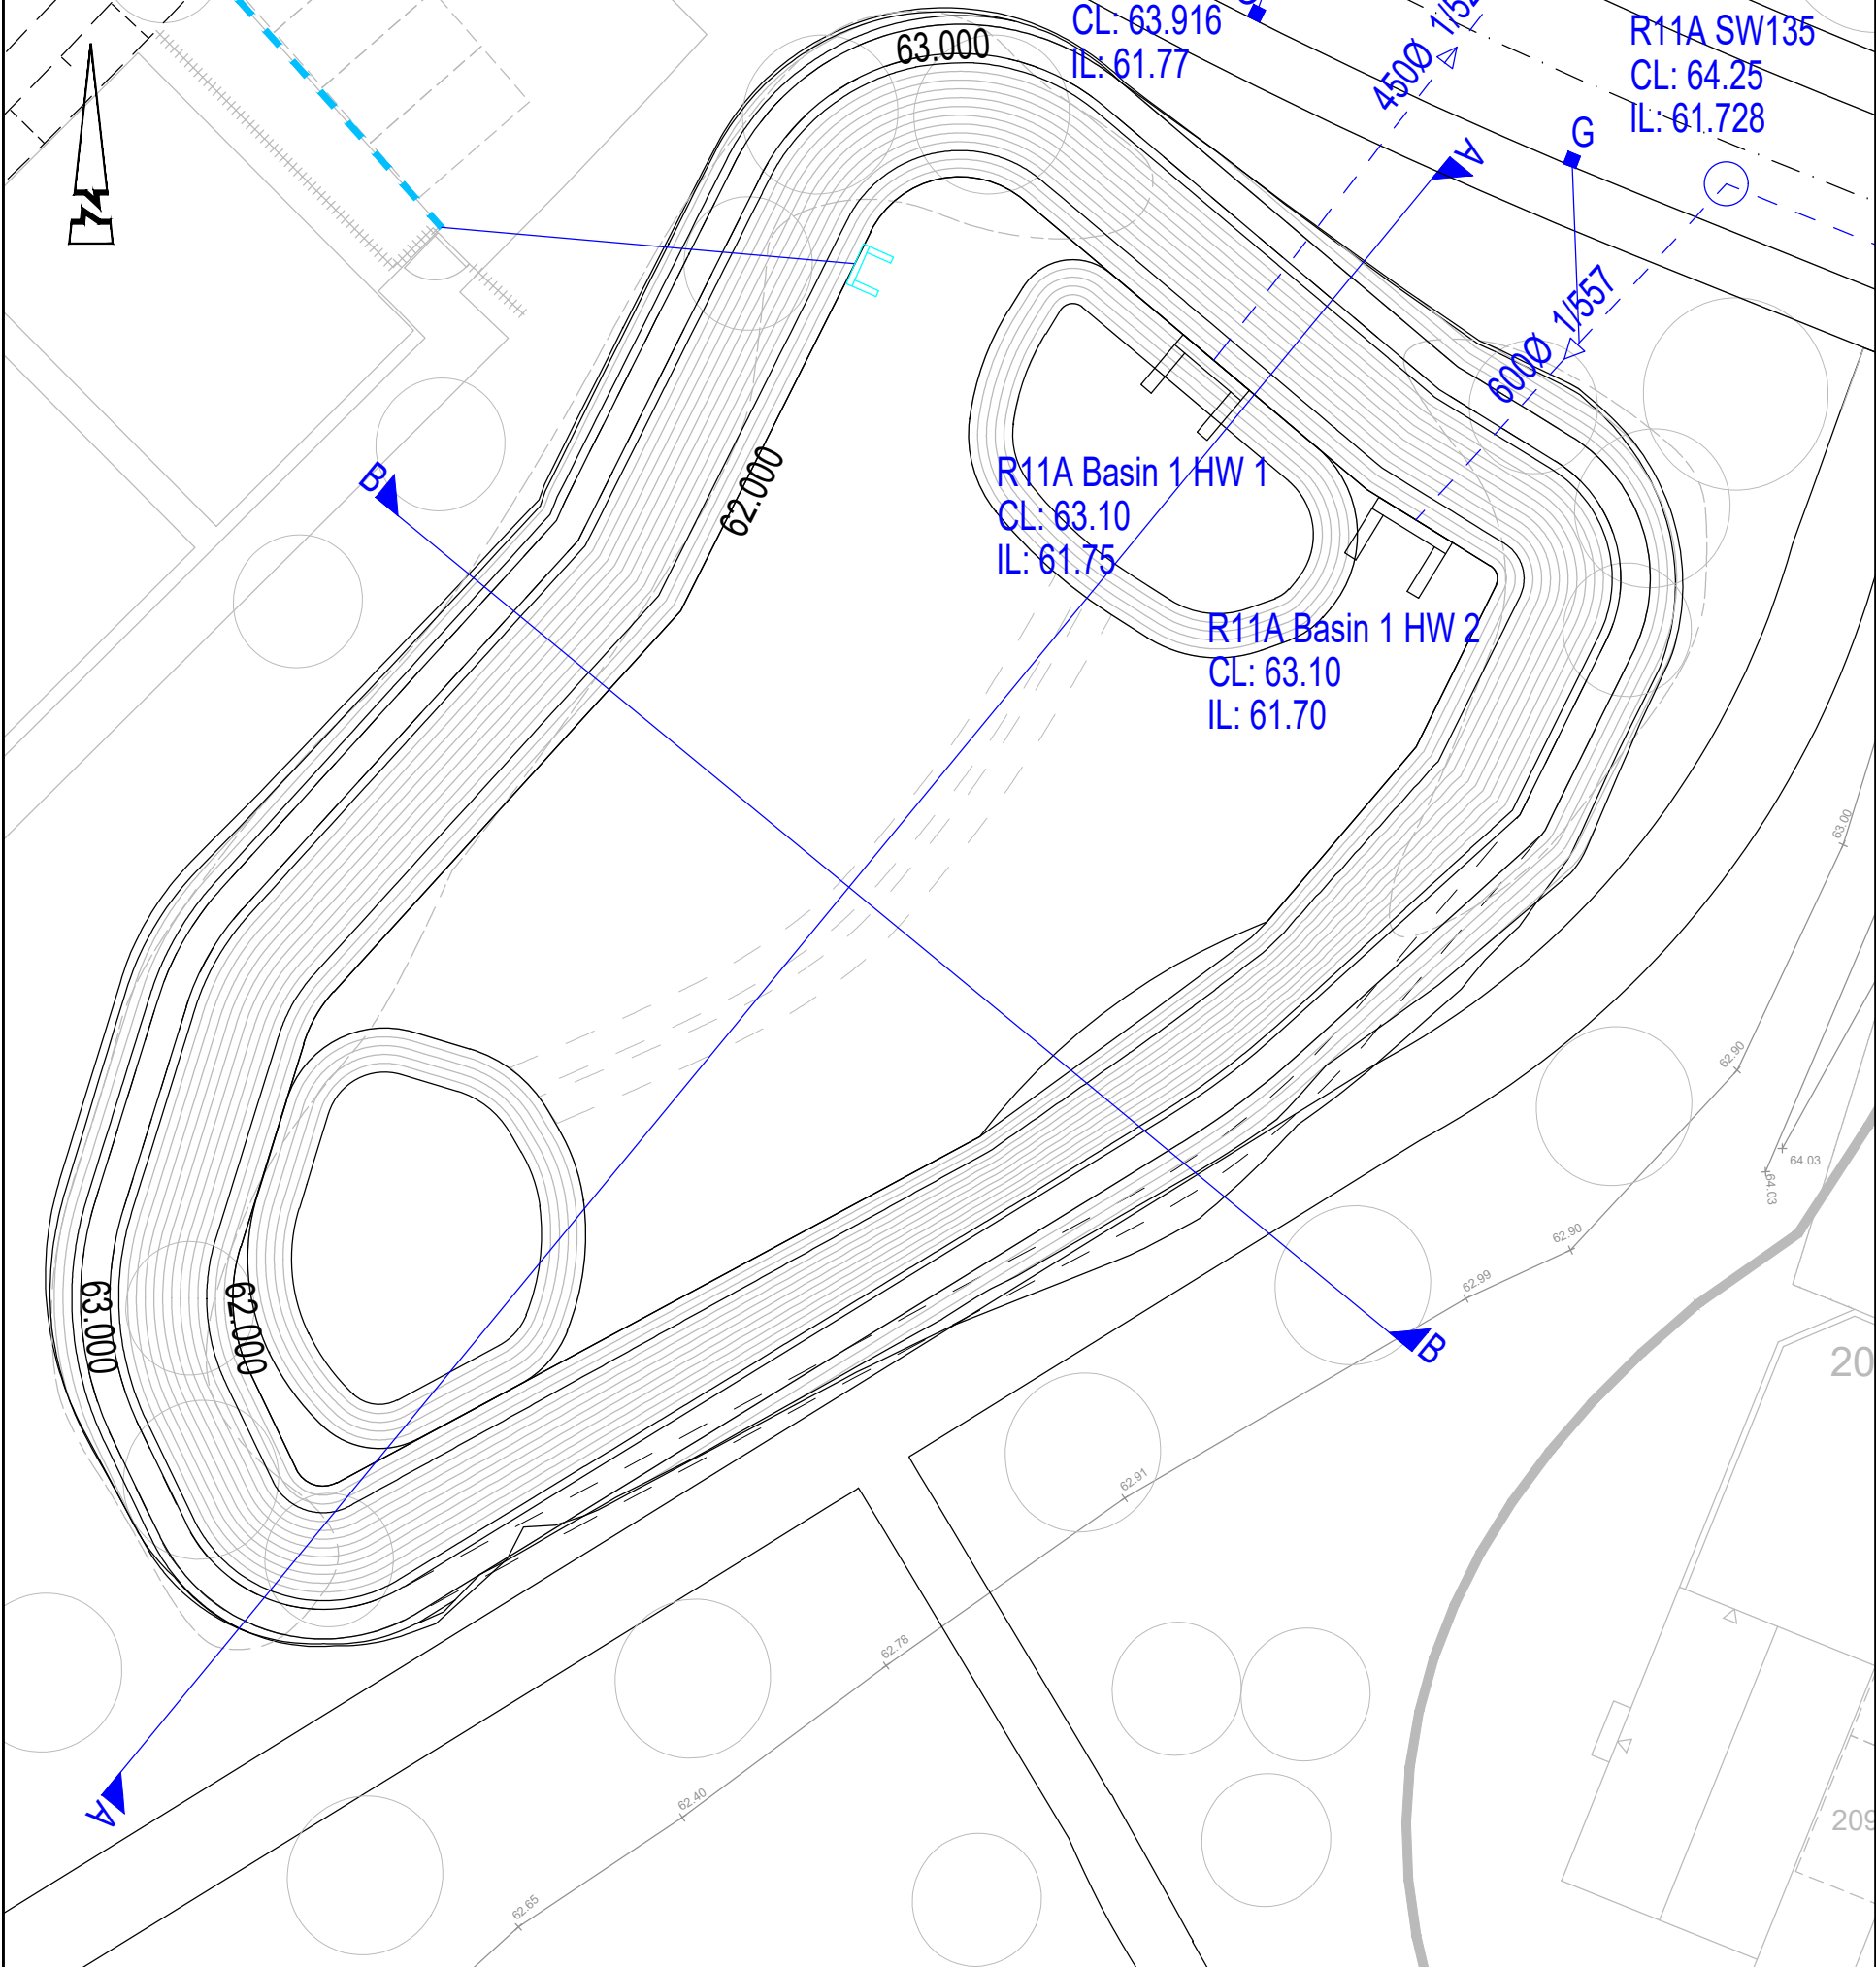 CL: 63.916
IL: 61.77
63.000
450Ø
R11A SW135
CL: 64.25
IL: 61.728
N
A
G
600Ø 1/557
62.000
B
R11A Basin 1 HW 1
CL: 63.10
IL: 61.75
R11A Basin 1 HW 2
CL: 63.10
IL: 61.70
63.00
62.90
64.03
64.03
62.90
62.99
63.000
62.000
B
62.91
62.78
A
62.40
62.65